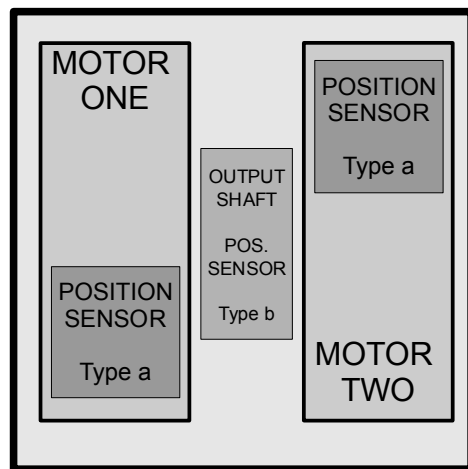 MOTOR
ONE
POSITION
SENSOR
Type a
OUTPUT
SHAFT
POS.
SENSOR
Type b
POSITION
SENSOR
Type a
MOTOR
TWO